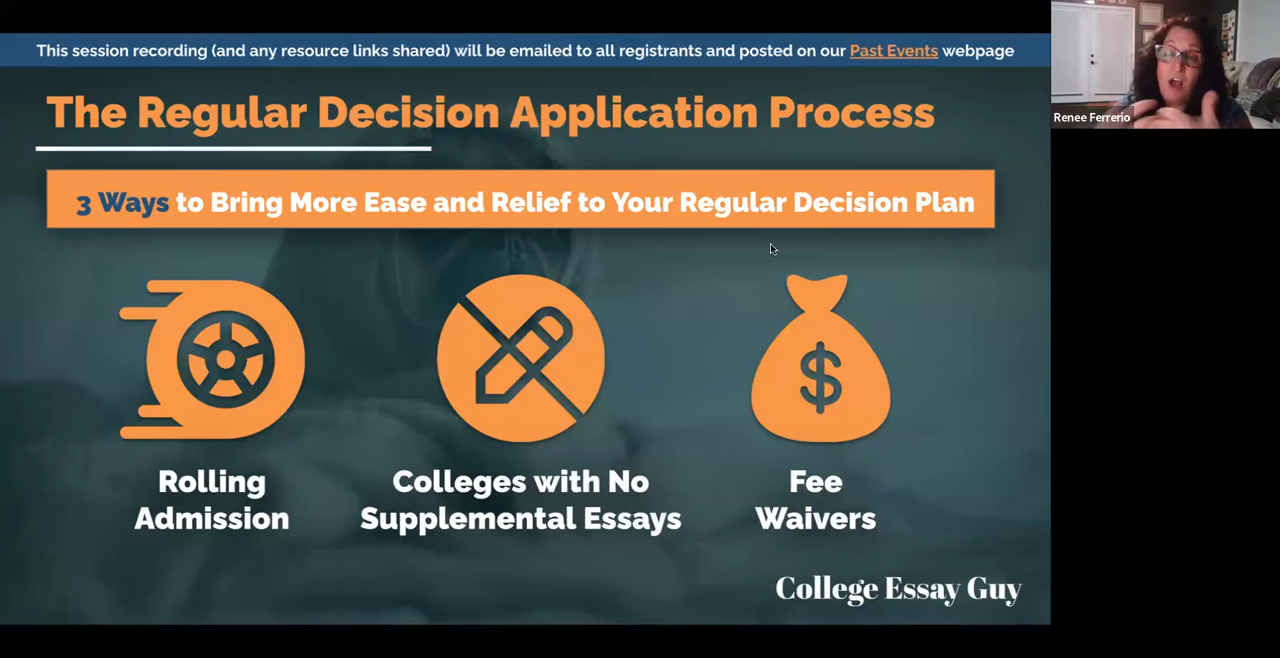 This session recording (and any resource links shared) will be emailed to all registrants and posted on our Past Events webpage
The Regular Decision Application Process
3 Ways to Bring More Ease and Relief to Your Regular Decision Plan
$
Rolling
Admission
Colleges with No
Supplemental Essays
Fee
Waivers
College Essay Guy
Renee Ferrerio